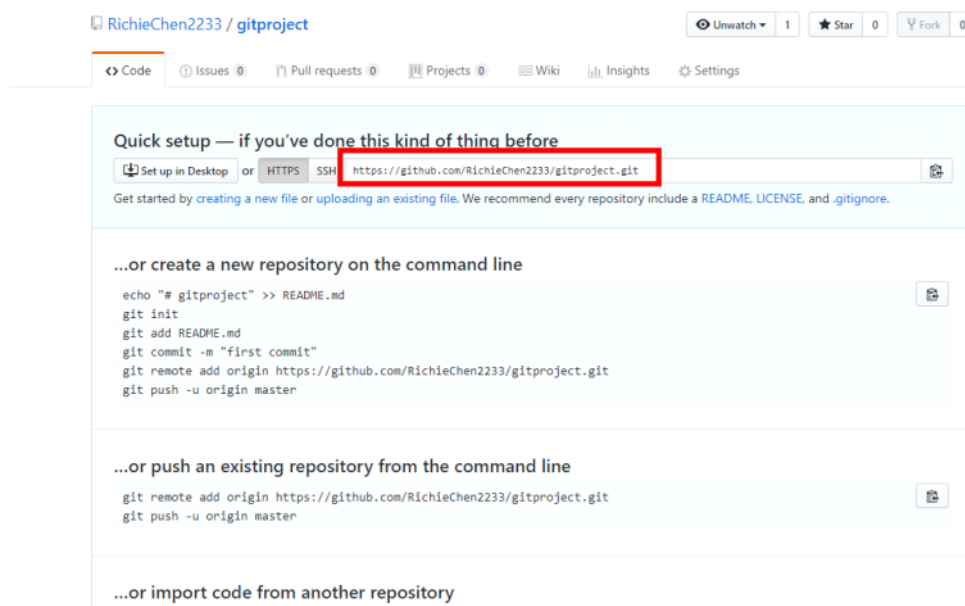 RichieChen2233 / gitproject
Unwatch 1 Star 0 Fork 0
Code Issues 0 Pull requests 0 Projects 0 Wiki Insights Settings
Quick setup — if you've done this kind of thing before
Set up in Desktop or HTTPS SSH https://github.com/RichieChen2233/gitproject.git
Get started by creating a new file or uploading an existing file. We recommend every repository include a README, LICENSE, and .gitignore.
...or create a new repository on the command line
echo "# gitproject" >> README.md
git init
git add README.md
git commit -m "first commit"
git remote add origin https://github.com/RichieChen2233/gitproject.git
git push -u origin master
...or push an existing repository from the command line
git remote add origin https://github.com/RichieChen2233/gitproject.git
git push -u origin master
...or import code from another repository